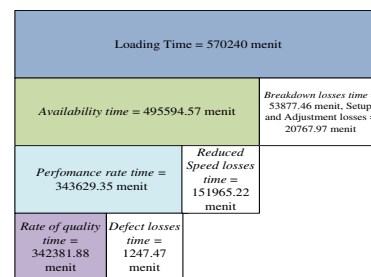 Loading Time = 570240 menit
Availability time = 495594.57 menit
Breakdown losses time =
53877.46 menit, Setup
and Adjustment losses =
20767.97 menit
Perfomance rate time =
343629.35 menit
Reduced
Speed losses
time =
151965.22
menit
Rate of quality
time =
342381.88
menit
Defect losses
time =
1247.47
menit